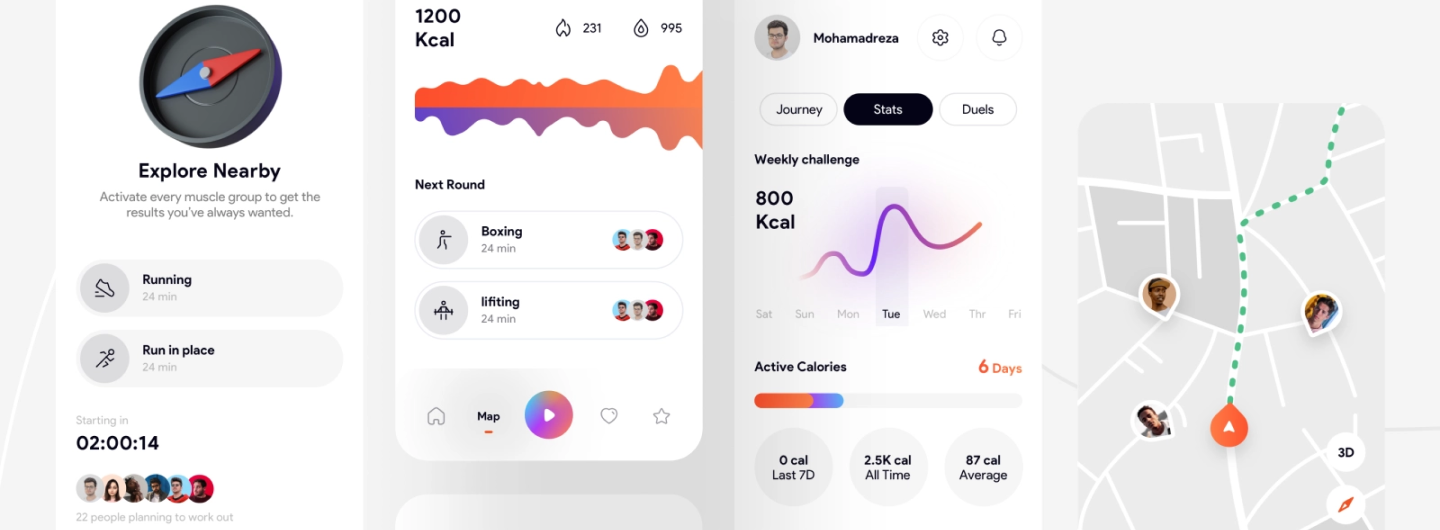 Explore Nearby
Activate every muscle group to get the
results you've always wanted.
Running
24 min
Run in place
24 min
Starting in
02:00:14
22 people planning to work out
1200
Kcal
231
995
Next Round
Boxing
24 min
lifiting
24 min
Map
Mohamadreza
Journey
Stats
Duels
Weekly challenge
800
Kcal
Sat Sun Mon Tue Wed Thr Fri
Active Calories
6 Days
0 cal
Last 7D
2.5K cal
All Time
87 cal
Average
3D